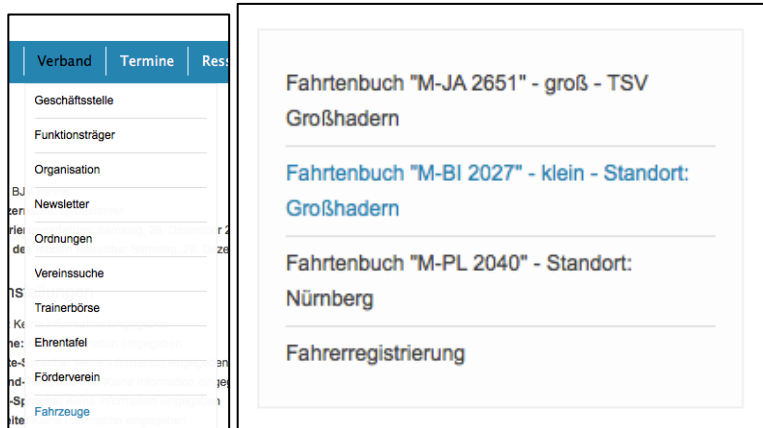 Verband Termine Ress
Geschäftsstelle
Funktionsträger
Organisation
Newsletter
Ordnungen
Vereinssuche
Trainerbörse
Ehrentafel
Förderverein
Fahrzeuge
Fahrtenbuch "M-JA 2651" - groß - TSV
Großhadern
Fahrtenbuch "M-BI 2027" - klein - Standort:
Großhadern
Fahrtenbuch "M-PL 2040" - Standort:
Nürnberg
Fahrerregistrierung